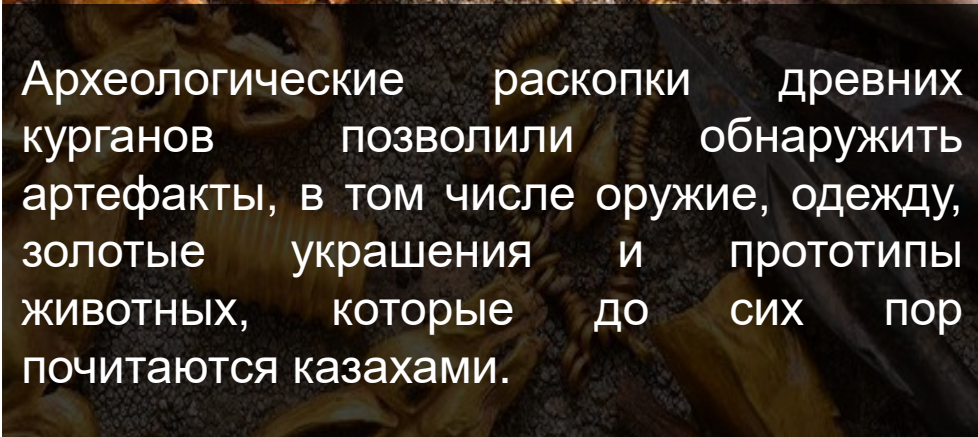 Археологические раскопки древних
курганов позволили обнаружить
артефакты, в том числе оружие, одежду,
золотые украшения и прототипы
животных, которые до сих пор
почитаются казахами.